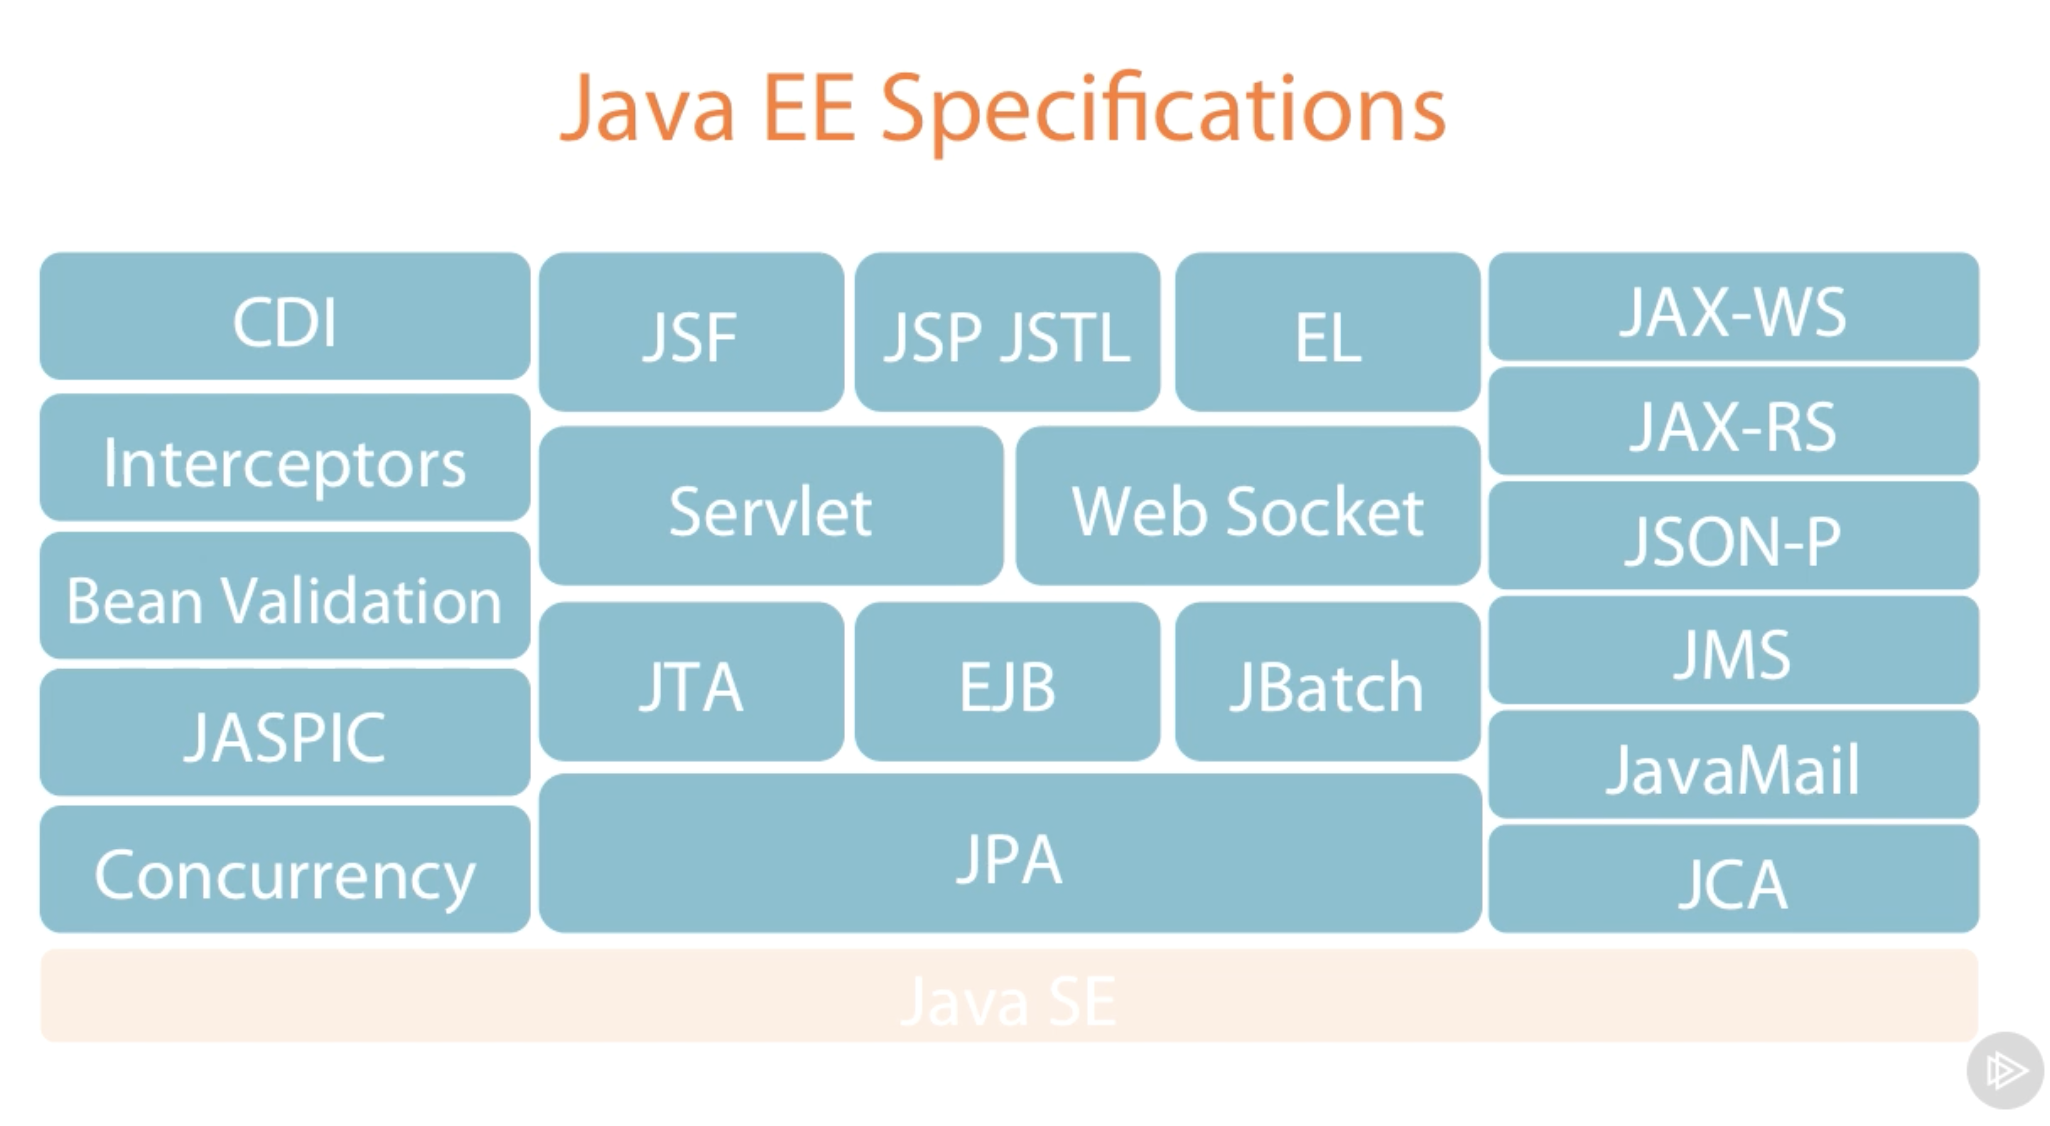 Java EE Specifications
CDI
Interceptors
Bean Validation
JASPIC
Concurrency
JSF
JSP JSTL
EL
Servlet
Web Socket
JTA
EJB
JBatch
JPA
JAX-WS
JAX-RS
JSON-P
JMS
JavaMail
JCA
Java SE